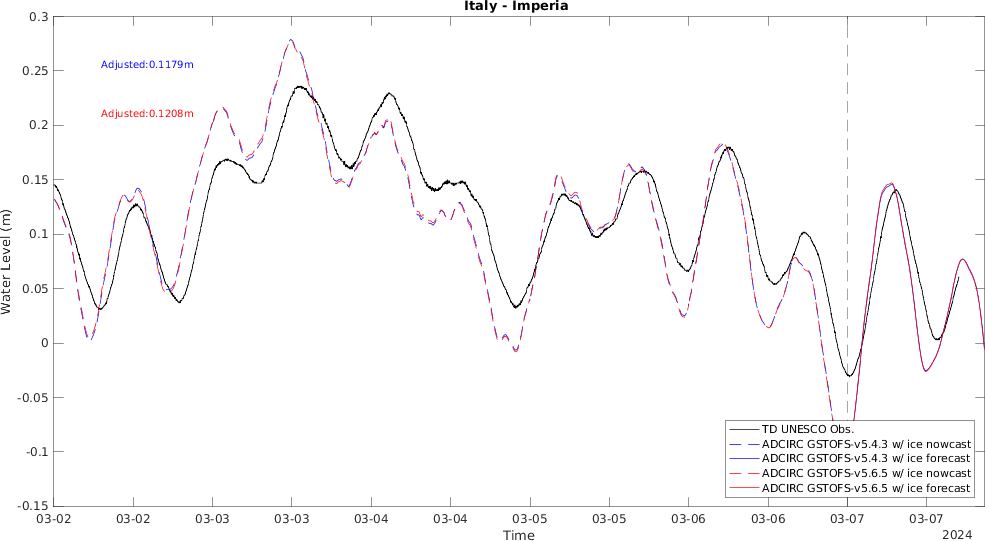 Italy - Imperia
0.3
0.25
0.2
0.15
0.1
0.05
0
-0.05
-0.1
-0.15
Water Level (m)
Adjusted:0.1179m
Adjusted:0.1208m
TD UNESCO Obs.
ADCIRC GSTOFS-v5.4.3 w/ ice nowcast
ADCIRC GSTOFS-v5.4.3 w/ ice forecast
ADCIRC GSTOFS-v5.6.5 w/ ice nowcast
ADCIRC GSTOFS-v5.6.5 w/ ice forecast
03-02 03-02 03-03 03-03 03-04 03-04 03-05 03-05 03-06 03-06 03-07 03-07
Time
2024